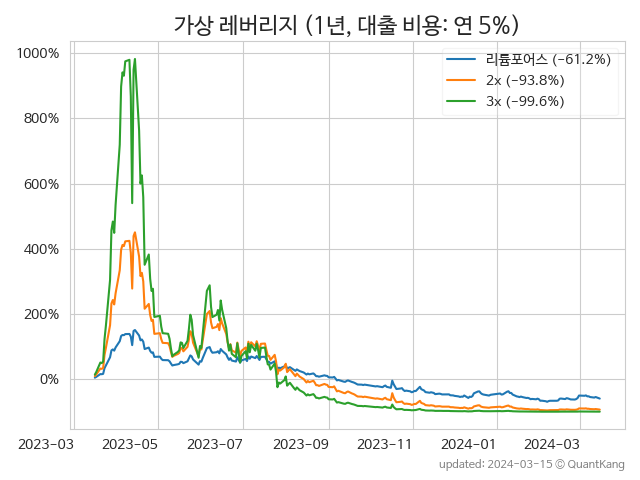 가상 레버리지 (1년, 대출 비용: 연 5%)
리튬포어스 (−61.2%)
2x (−93.8%)
3x (−99.6%)
1000%
800%
600%
400%
200%
0%
2023−03 2023−05 2023−07 2023−09 2023−11 2024−01 2024−03
updated: 2024−03−15 © QuantKang